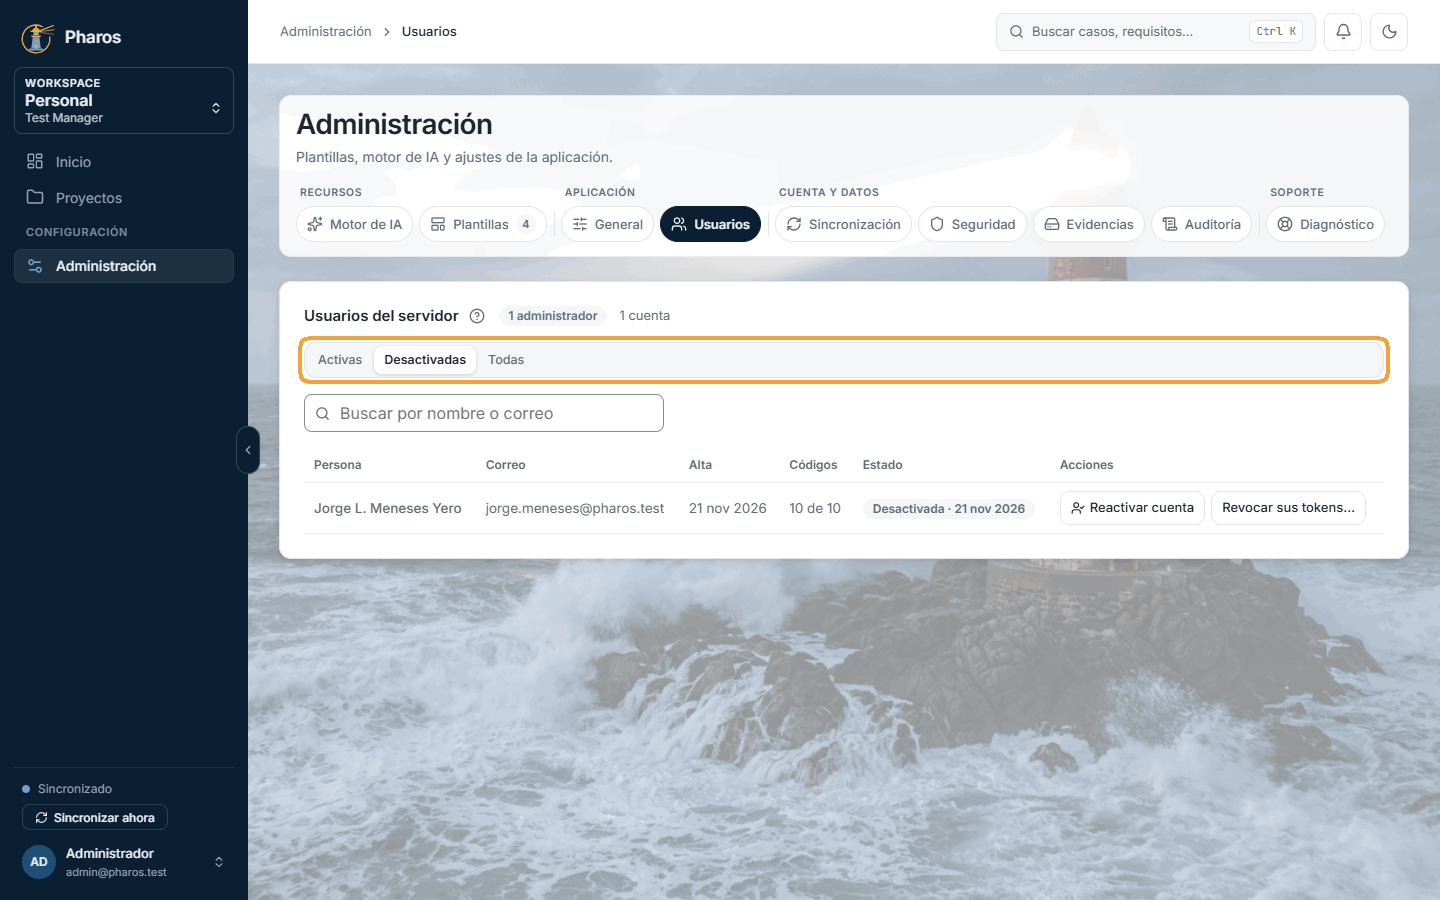 Pharos
WORKSPACE
Personal
Test Manager
Inicio
Proyectos
CONFIGURACIÓN
Administración
Sincronizado
Sincronizar ahora
AD
Administrador
admin@pharos.test
Administración
Usuarios
Buscar casos, requisitos...
Ctrl K
Administración
Plantillas, motor de IA y ajustes de la aplicación.
RECURSOS
APLICACIÓN
CUENTA Y DATOS
SOPORTE
Motor de IA
Plantillas 4
General
Usuarios
Sincronización
Seguridad
Evidencias
Auditoría
Diagnóstico
Usuarios del servidor
1 administrador
1 cuenta
Activas
Desactivadas
Todas
Buscar por nombre o correo
Persona
Correo
Alta
Códigos
Estado
Acciones
Jorge L. Meneses Yero
jorge.meneses@pharos.test
21 nov 2026
10 de 10
Desactivada · 21 nov 2026
Reactivar cuenta
Revocar sus tokens...